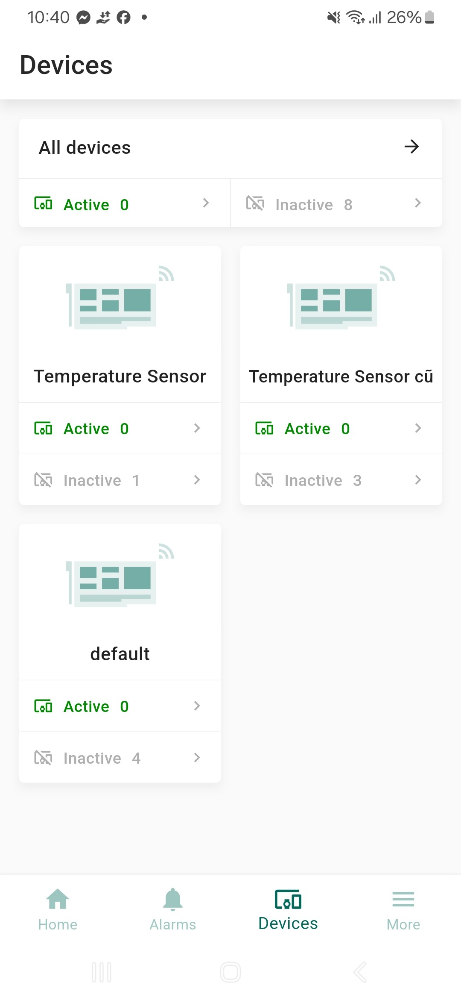 10:40 26%
Devices
All devices
Active 0 Inactive 8
Temperature Sensor
Active 0
Inactive 1
Temperature Sensor cũ
Active 0
Inactive 3
default
Active 0
Inactive 4
Home Alarms Devices More